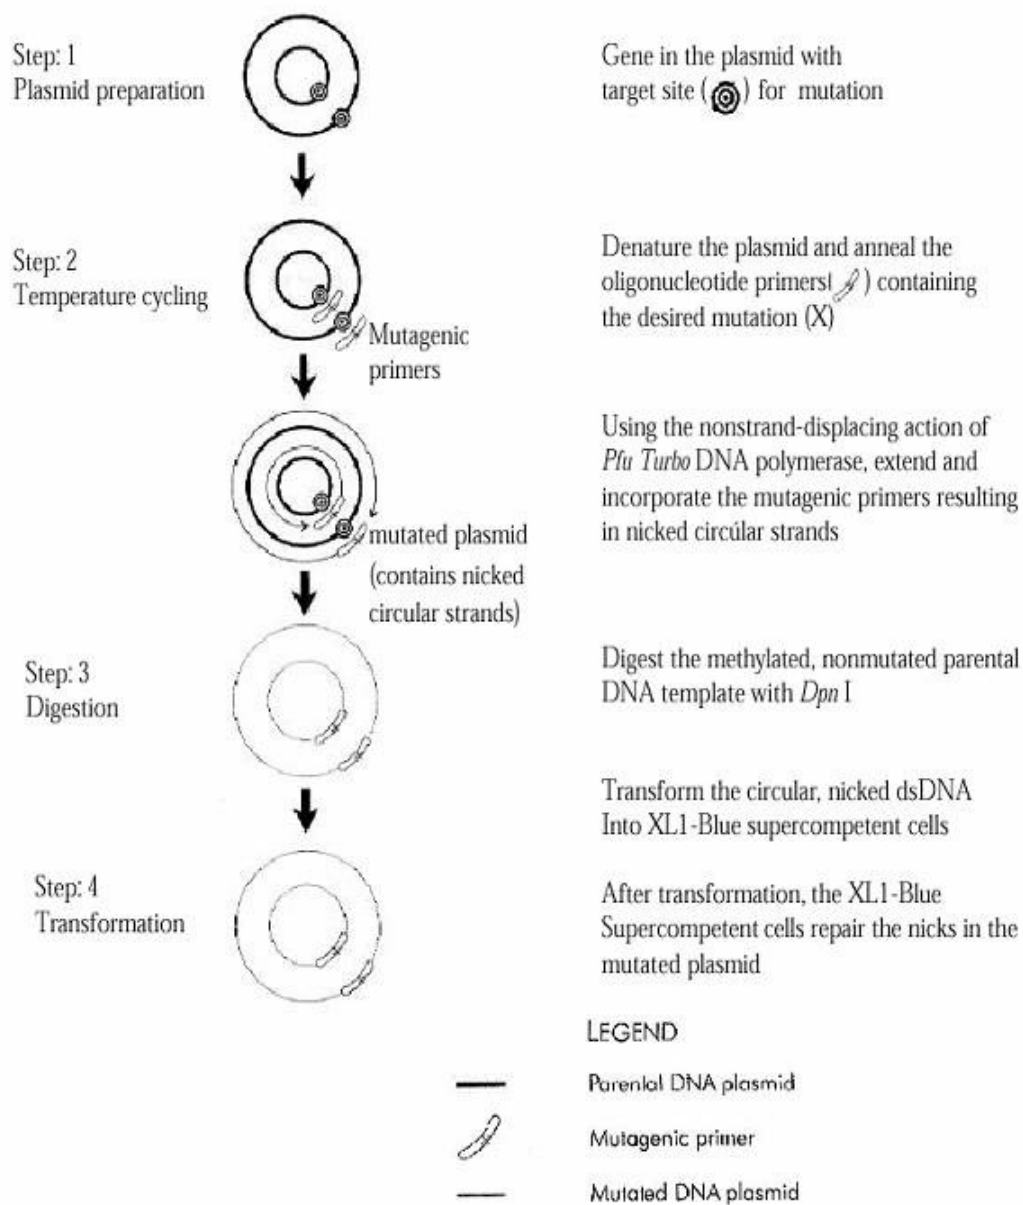 Step: 1
Plasmid preparation
Gene in the plasmid with
target site ( ) for mutation
Step: 2
Temperature cycling
Mutagenic
primers
Denature the plasmid and anneal the
oligonucleotide primers( ) containing
the desired mutation (X)
mutated plasmid
(contains nicked
circular strands)
Using the nonstrand-displacing action of
Pfu Turbo DNA polymerase, extend and
incorporate the mutagenic primers resulting
in nicked circular strands
Step: 3
Digestion
Digest the methylated, nonmutated parental
DNA template with Dpn I
Transform the circular, nicked dsDNA
Into XL1-Blue supercompetent cells
Step: 4
Transformation
After transformation, the XL1-Blue
Supercompetent cells repair the nicks in the
mutated plasmid
LEGEND
Parental DNA plasmid
Mutagenic primer
Mutated DNA plasmid